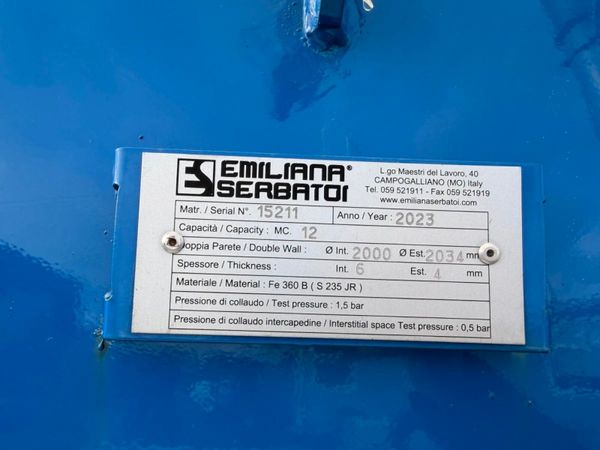 ES EMILIANA®
SERBATOI
L.go Maestri del Lavoro, 40
CAMPOGALLIANO (MO) Italy
Tel. 059 521911 - Fax 059 521919
www.emilianaserbatoi.com
Matr. / Serial N°. 15211 Anno / Year : 2023
Capacità / Capacity : MC. 12
oppia Parete / Double Wall : Ø Int. 2000 Ø Est. 2034 mm
Spessore / Thickness : Int. 6 Est. 4 mm
Materiale / Material : Fe 360 B ( S 235 JR )
Pressione di collaudo / Test pressure : 1,5 bar
Pressione di collaudo intercapedine / Interstitial space Test pressure : 0,5 bar